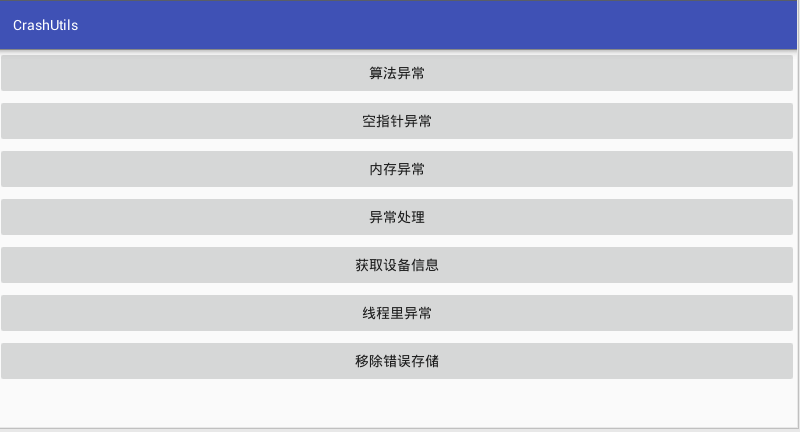 CrashUtils
算法异常
空指针异常
内存异常
异常处理
获取设备信息
线程里异常
移除错误存储